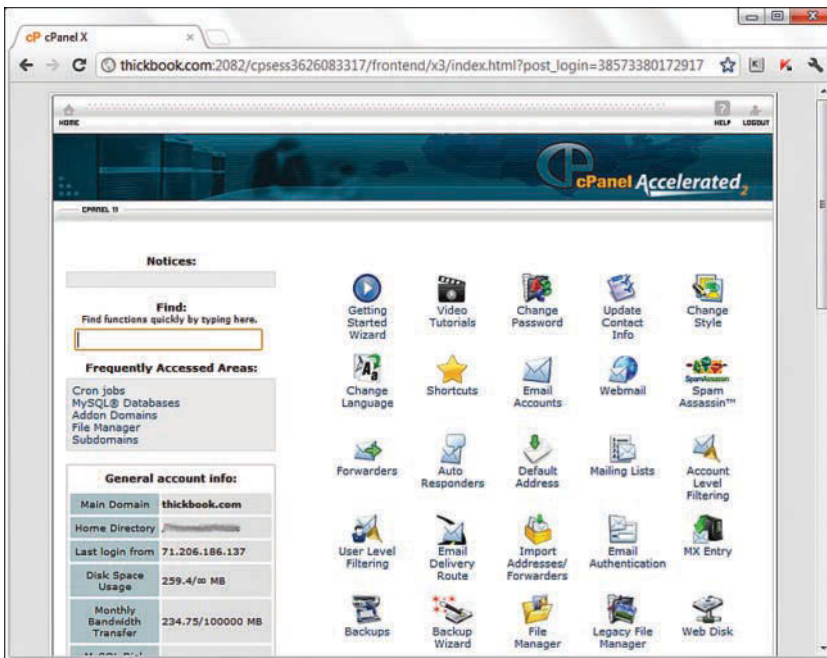 cPanel X
thickbook.com:2082/cpsess3626083317/frontend/x3/index.html?post_login=38573380172917
HOME
HELP LOGOUT
cPanel Accelerated2
CPANEL 11
Notices:
Find:
Find functions quickly by typing here.
Frequently Accessed Areas:
Cron jobs
MySQL® Databases
Addon Domains
File Manager
Subdomains
General account info:
Main Domain thickbook.com
Home Directory
Last login from 71.206.186.137
Disk Space
Usage
259.4/∞ MB
Monthly
Bandwidth
Transfer
234.75/100000 MB
Getting
Started
Wizard
Video
Tutorials
Change
Password
Update
Contact
Info
Change
Style
Change
Language
Shortcuts
Email
Accounts
Webmail
SpamAssassin
Spam
Assassin™
Forwarders
Auto
Responders
Default
Address
Mailing Lists
Account
Level
Filtering
User Level
Filtering
Email
Delivery
Route
Import
Addresses/
Forwarders
Email
Authentication
MX Entry
Backups
Backup
Wizard
File
Manager
Legacy File
Manager
Web Disk